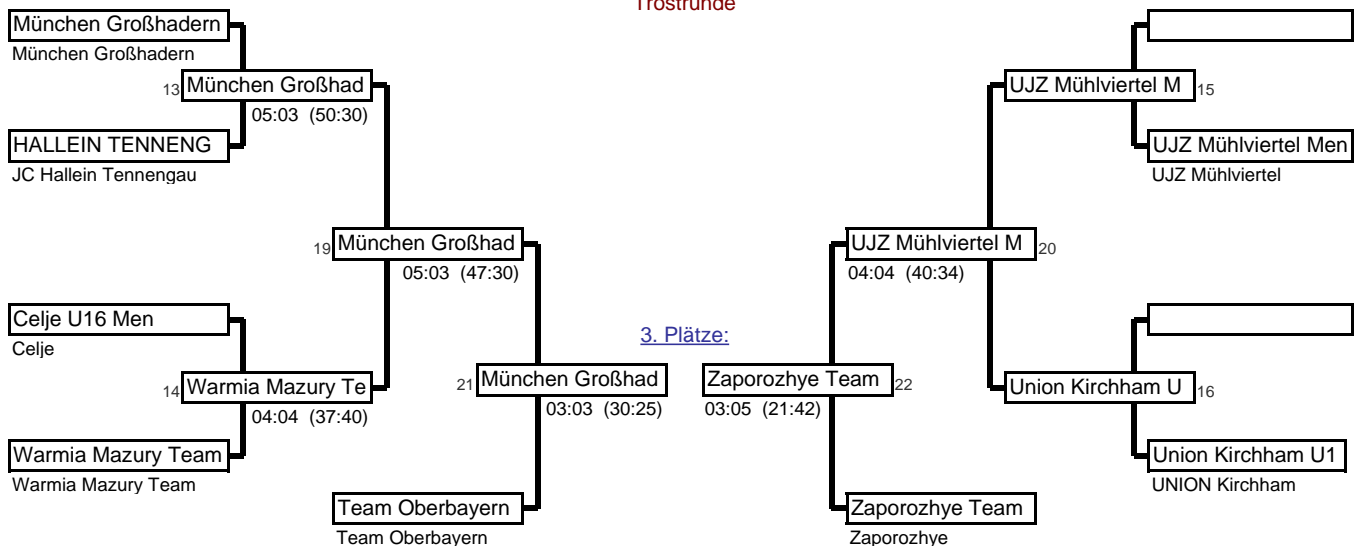 Trostrunde
München Großhadern
München Großhadern
13 München Großhad
05:03 (50:30)
HALLEIN TENNENG
JC Hallein Tennengau
19 München Großhad
05:03 (47:30)
Celje U16 Men
Celje
14 Warmia Mazury Te
04:04 (37:40)
Warmia Mazury Team
Warmia Mazury Team
21 München Großhad
03:03 (30:25)
Team Oberbayern
Team Oberbayern
3. Plätze:
UJZ Mühlviertel M 15
UJZ Mühlviertel Men
UJZ Mühlviertel
UJZ Mühlviertel M 20
04:04 (40:34)
Zaporozhye Team 22
03:05 (21:42)
Union Kirchham U 16
Union Kirchham U1
UNION Kirchham
Zaporozhye Team
Zaporozhye